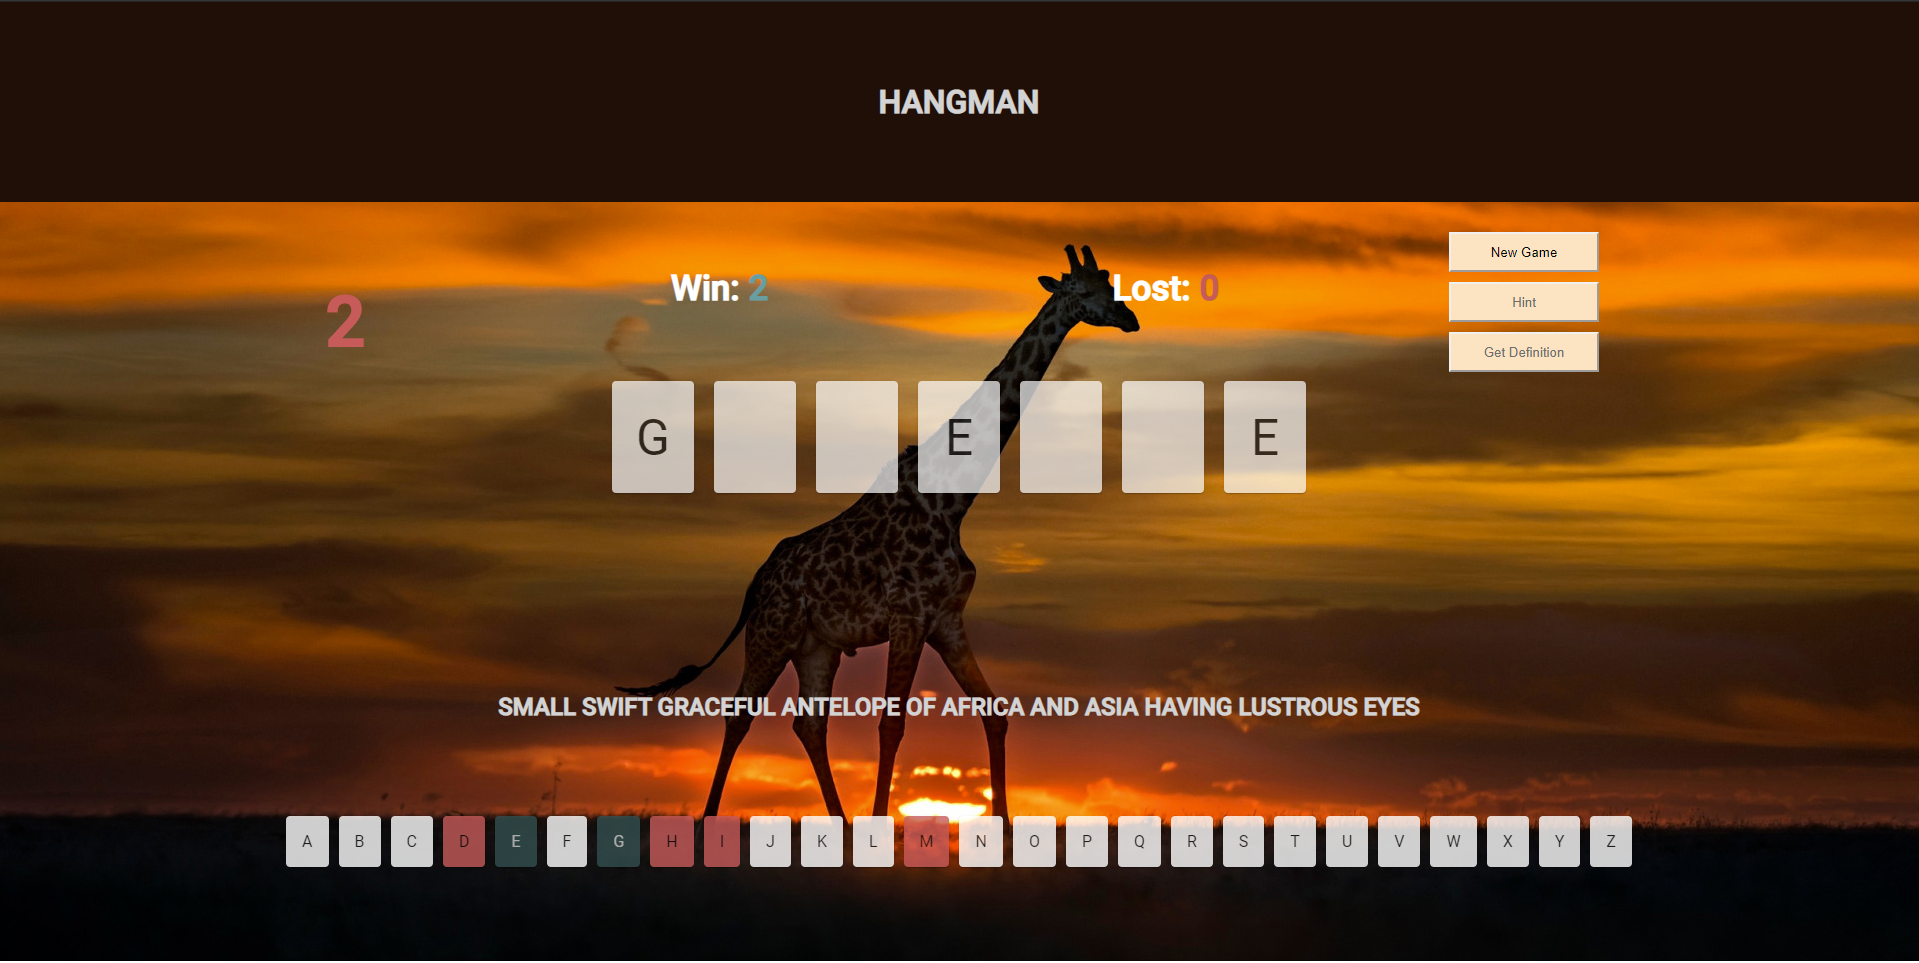 HANGMAN
New Game
Win: 2
Lost: 0
2
Hint
Get Definition
G E E
SMALL SWIFT GRACEFUL ANTELOPE OF AFRICA AND ASIA HAVING LUSTROUS EYES
A B C D E F G H I J K L M N O P Q R S T U V W X Y Z